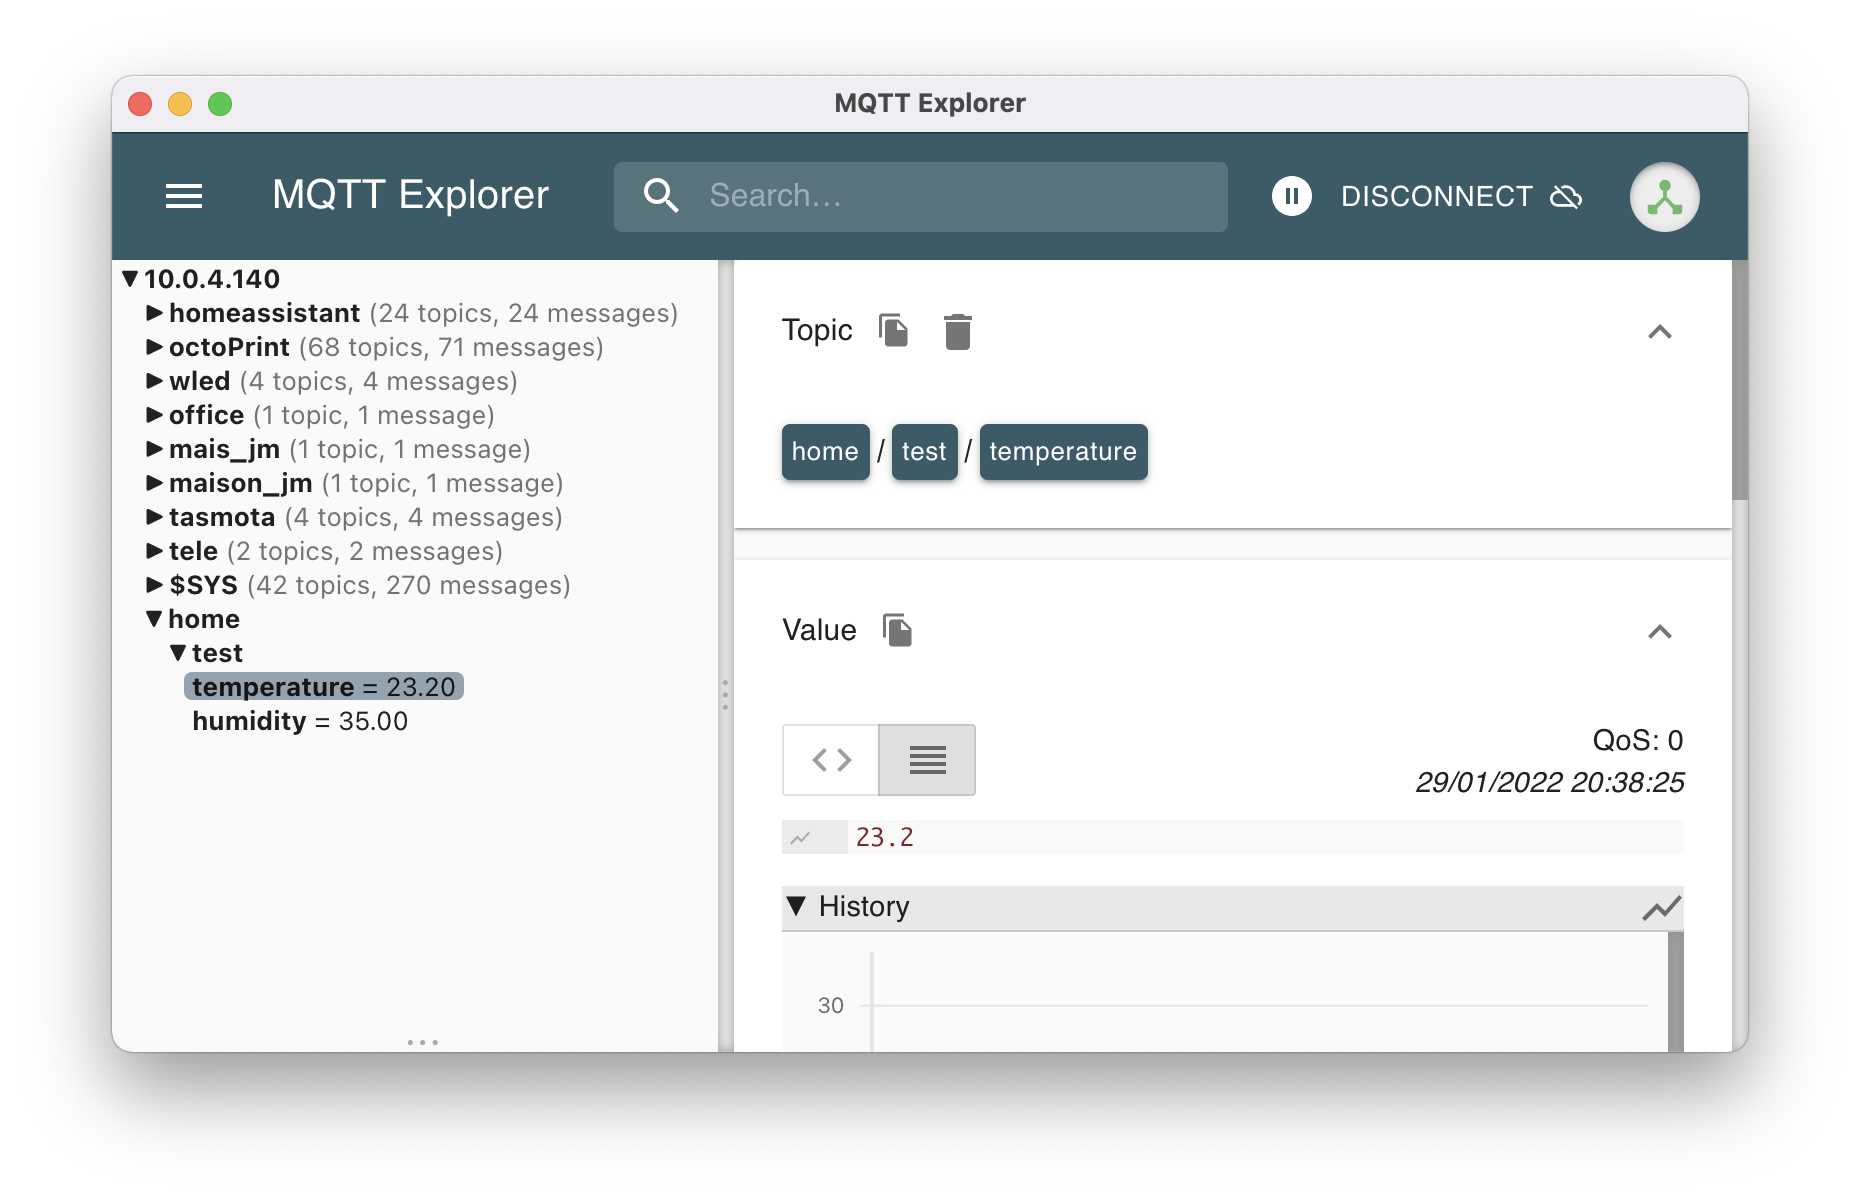 MQTT Explorer
MQTT Explorer
Search...
DISCONNECT
10.0.4.140
homeassistant (24 topics, 24 messages)
octoPrint (68 topics, 71 messages)
wled (4 topics, 4 messages)
office (1 topic, 1 message)
mais_jm (1 topic, 1 message)
maison_jm (1 topic, 1 message)
tasmota (4 topics, 4 messages)
tele (2 topics, 2 messages)
$SYS (42 topics, 270 messages)
home
test
temperature = 23.20
humidity = 35.00
Topic
home / test / temperature
Value
QoS: 0
29/01/2022 20:38:25
23.2
History
30